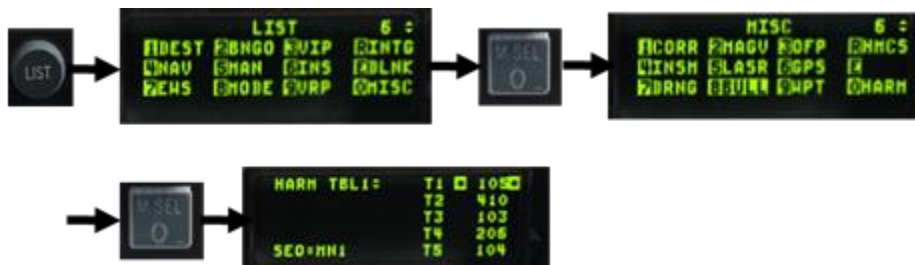 LIST
LIST 6
1DEST 2BNGO 3VIP RINTG
4NAV 5MAN 6INS EDLNK
7EWS 8MODE 9VRP 0MISC
M.SEL
0
MISC 6
1CORR 2MAGV 3OFP RHMCS
4INSM 5LASR 6GPS E
7DRNG 8BULL 9WPT 0HARM
M.SEL
0
HARM TBL1 T1 105
T2 410
T3 103
T4 206
SEQ=MN1 T5 104